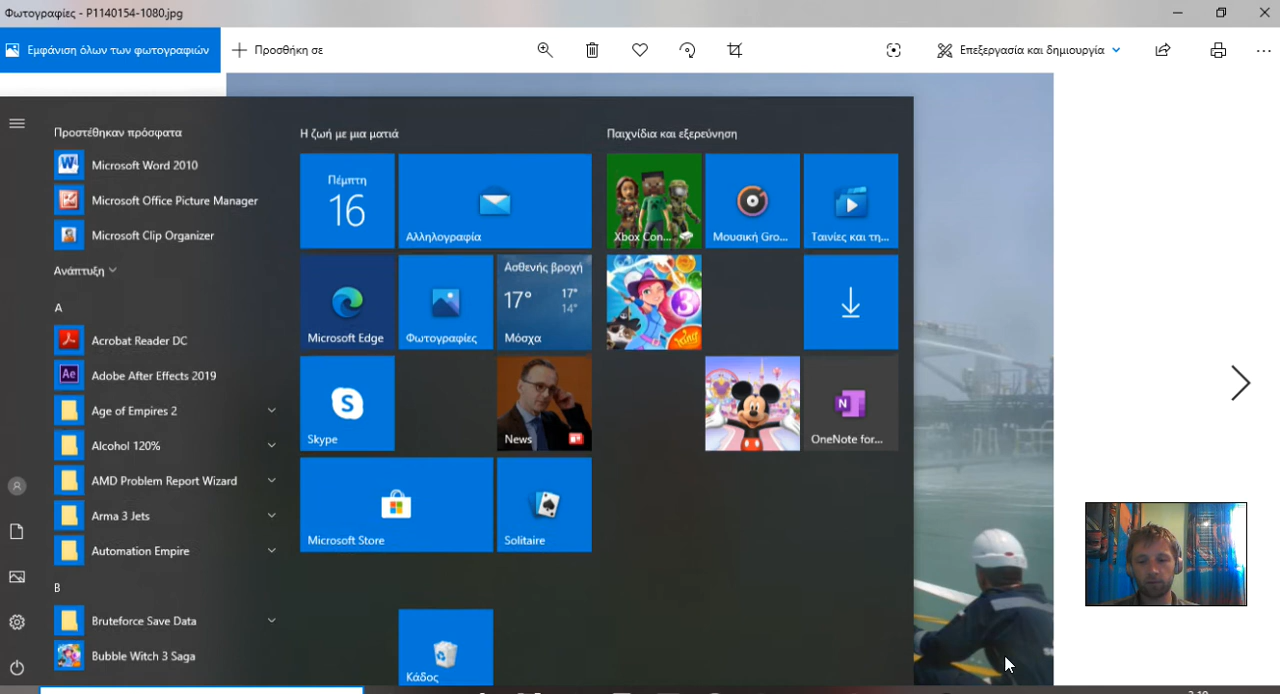 Φωτογραφίες - P1140154-1080.jpg
Εμφάνιση όλων των φωτογραφιών
Προσθήκη σε
Επεξεργασία και δημιουργία
Προστέθηκαν πρόσφατα
Microsoft Word 2010
Microsoft Office Picture Manager
Microsoft Clip Organizer
Ανάπτυξη
A
Acrobat Reader DC
Adobe After Effects 2019
Age of Empires 2
Alcohol 120%
AMD Problem Report Wizard
Arma 3 Jets
Automation Empire
B
Bruteforce Save Data
Bubble Witch 3 Saga
Η ζωή με μια ματιά
Πέμπτη
16
Αλληλογραφία
Microsoft Edge
Φωτογραφίες
Ασθενής βροχή
17° 17°
14°
Μόσχα
Skype
News
Microsoft Store
Solitaire
Κάδος
Παιχνίδια και εξερεύνηση
Xbox Con...
Μουσική Gro...
Ταινίες και τη...
3
King
OneNote for...